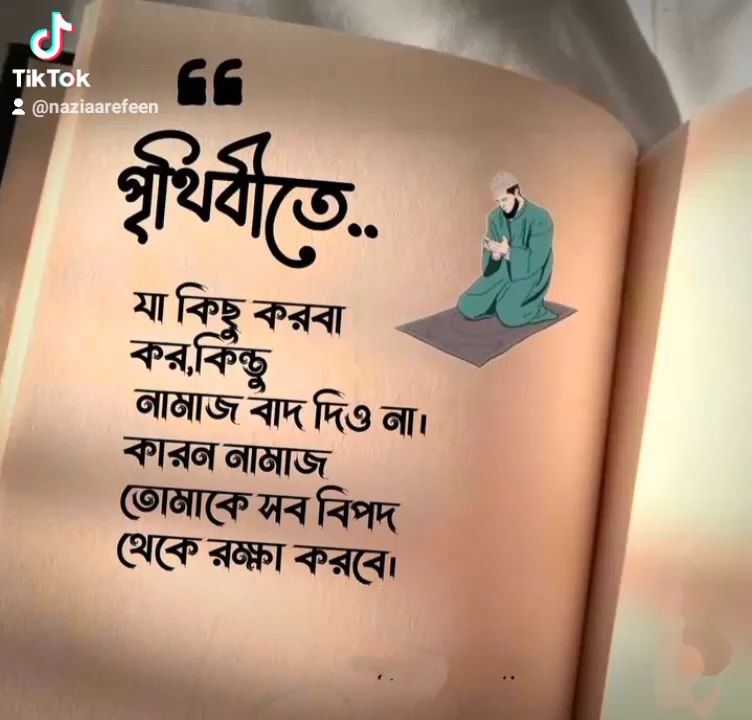 TikTok
@naziaarefeen
“
পৃথিবীতে..
যা কিছু করবা
কর,কিন্তু
নামাজ বাদ দিও না।
কারন নামাজ
তোমাকে সব বিপদ
থেকে রক্ষা করবে।